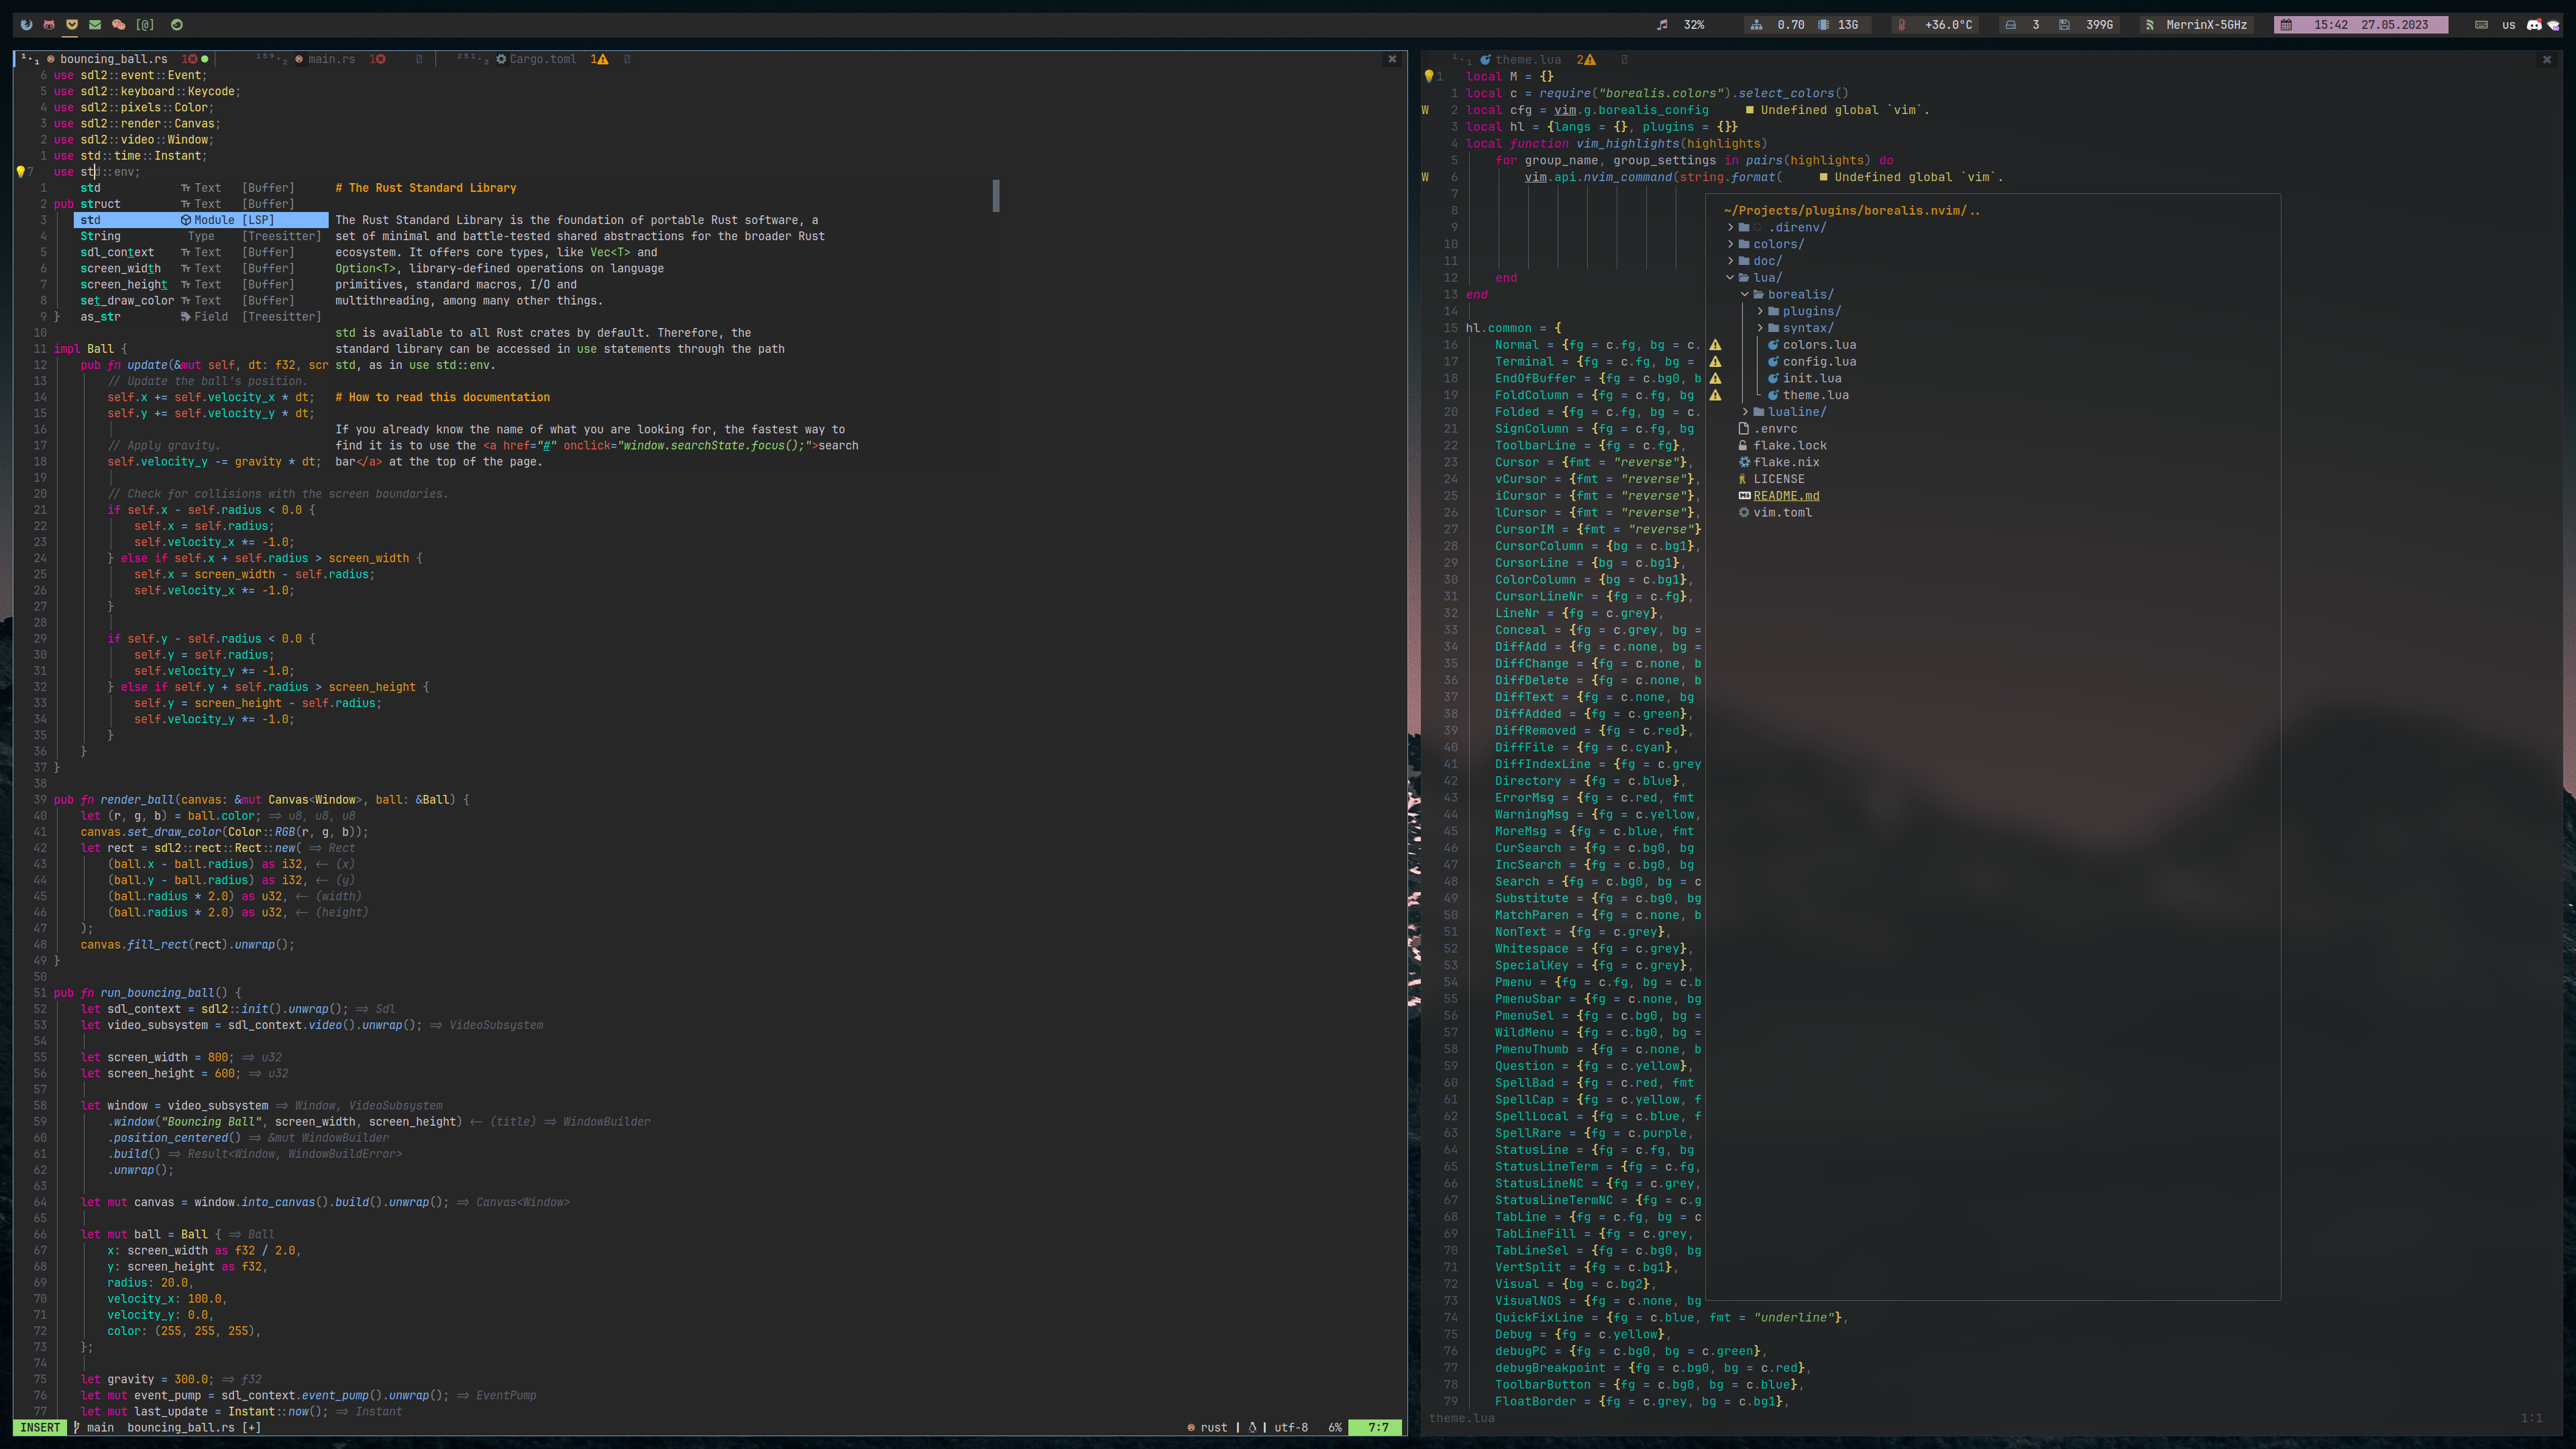 [@]
32%
0.70 13G
+36.0°C
3 399G
MerrinX-5GHz
15:42 27.05.2023
us
bouncing_ball.rs 1 main.rs 1 Cargo.toml 1
6 use sdl2::event::Event;
5 use sdl2::keyboard::Keycode;
4 use sdl2::pixels::Color;
3 use sdl2::render::Canvas;
2 use sdl2::video::Window;
1 use std::time::Instant;
7 use std::env;
1 std Text [Buffer]
2 pub struct Text [Buffer]
3 std Module [LSP]
4 String Type [Treesitter]
5 sdl_context Text [Buffer]
6 screen_width Text [Buffer]
7 screen_height Text [Buffer]
8 set_draw_color Text [Buffer]
9 } as_str Field [Treesitter]
# The Rust Standard Library
The Rust Standard Library is the foundation of portable Rust software, a
set of minimal and battle-tested shared abstractions for the broader Rust
ecosystem. It offers core types, like Vec<T> and
Option<T>, library-defined operations on language
primitives, standard macros, I/O and
multithreading, among many other things.
std is available to all Rust crates by default. Therefore, the
standard library can be accessed in use statements through the path
std, as in use std::env.
# How to read this documentation
If you already know the name of what you are looking for, the fastest way to
find it is to use the <a href="#" onclick="window.searchState.focus();">search
bar</a> at the top of the page.
10
11 impl Ball {
12 pub fn update(&mut self, dt: f32, scr
13 // Update the ball's position.
14 self.x += self.velocity_x * dt;
15 self.y += self.velocity_y * dt;
16
17 // Apply gravity.
18 self.velocity_y -= gravity * dt;
19
20 // Check for collisions with the screen boundaries.
21 if self.x - self.radius < 0.0 {
22 self.x = self.radius;
23 self.velocity_x *= -1.0;
24 } else if self.x + self.radius > screen_width {
25 self.x = screen_width - self.radius;
26 self.velocity_x *= -1.0;
27 }
28
29 if self.y - self.radius < 0.0 {
30 self.y = self.radius;
31 self.velocity_y *= -1.0;
32 } else if self.y + self.radius > screen_height {
33 self.y = screen_height - self.radius;
34 self.velocity_y *= -1.0;
35 }
36 }
37 }
38
39 pub fn render_ball(canvas: &mut Canvas<Window>, ball: &Ball) {
40 let (r, g, b) = ball.color; => u8, u8, u8
41 canvas.set_draw_color(Color::RGB(r, g, b));
42 let rect = sdl2::rect::Rect::new( => Rect
43 (ball.x - ball.radius) as i32, <- (x)
44 (ball.y - ball.radius) as i32, <- (y)
45 (ball.radius * 2.0) as u32, <- (width)
46 (ball.radius * 2.0) as u32, <- (height)
47 );
48 canvas.fill_rect(rect).unwrap();
49 }
50
51 pub fn run_bouncing_ball() {
52 let sdl_context = sdl2::init().unwrap(); => Sdl
53 let video_subsystem = sdl_context.video().unwrap(); => VideoSubsystem
54
55 let screen_width = 800; => u32
56 let screen_height = 600; => u32
57
58 let window = video_subsystem => Window, VideoSubsystem
59 .window("Bouncing Ball", screen_width, screen_height) <- (title) => WindowBuilder
60 .position_centered() => &mut WindowBuilder
61 .build() => Result<Window, WindowBuildError>
62 .unwrap();
63
64 let mut canvas = window.into_canvas().build().unwrap(); => Canvas<Window>
65
66 let mut ball = Ball { => Ball
67 x: screen_width as f32 / 2.0,
68 y: screen_height as f32,
69 radius: 20.0,
70 velocity_x: 100.0,
71 velocity_y: 0.0,
72 color: (255, 255, 255),
73 };
74
75 let gravity = 300.0; => f32
76 let mut event_pump = sdl_context.event_pump().unwrap(); => EventPump
77 let mut last_update = Instant::now(); => Instant
INSERT main bouncing_ball.rs [+] rust | | utf-8 6% 7:7
theme.lua 2
1 local M = {}
1 local c = require("borealis.colors").select_colors()
W 2 local cfg = vim.g.borealis_config ■ Undefined global `vim`.
3 local hl = {langs = {}, plugins = {}}
4 local function vim_highlights(highlights)
5 for group_name, group_settings in pairs(highlights) do
W 6 vim.api.nvim_command(string.format( ■ Undefined global `vim`.
7
8
9
10
11
12 end
13 end
14
15 hl.common = {
16 Normal = {fg = c.fg, bg = c.
17 Terminal = {fg = c.fg, bg =
18 EndOfBuffer = {fg = c.bg0, b
19 FoldColumn = {fg = c.fg, bg
20 Folded = {fg = c.fg, bg = c.
21 SignColumn = {fg = c.fg, bg
22 ToolbarLine = {fg = c.fg},
23 Cursor = {fmt = "reverse"},
24 vCursor = {fmt = "reverse"},
25 iCursor = {fmt = "reverse"},
26 lCursor = {fmt = "reverse"},
27 CursorIM = {fmt = "reverse"}
28 CursorColumn = {bg = c.bg1},
29 CursorLine = {bg = c.bg1},
30 ColorColumn = {bg = c.bg1},
31 CursorLineNr = {fg = c.fg},
32 LineNr = {fg = c.grey},
33 Conceal = {fg = c.grey, bg =
34 DiffAdd = {fg = c.none, bg =
35 DiffChange = {fg = c.none, b
36 DiffDelete = {fg = c.none, b
37 DiffText = {fg = c.none, bg
38 DiffAdded = {fg = c.green},
39 DiffRemoved = {fg = c.red},
40 DiffFile = {fg = c.cyan},
41 DiffIndexLine = {fg = c.grey
42 Directory = {fg = c.blue},
43 ErrorMsg = {fg = c.red, fmt
44 WarningMsg = {fg = c.yellow,
45 MoreMsg = {fg = c.blue, fmt
46 CurSearch = {fg = c.bg0, bg
47 IncSearch = {fg = c.bg0, bg
48 Search = {fg = c.bg0, bg = c
49 Substitute = {fg = c.bg0, bg
50 MatchParen = {fg = c.none, b
51 NonText = {fg = c.grey},
52 Whitespace = {fg = c.grey},
53 SpecialKey = {fg = c.grey},
54 Pmenu = {fg = c.fg, bg = c.b
55 PmenuSbar = {fg = c.none, bg
56 PmenuSel = {fg = c.bg0, bg =
57 WildMenu = {fg = c.bg0, bg =
58 PmenuThumb = {fg = c.none, b
59 Question = {fg = c.yellow},
60 SpellBad = {fg = c.red, fmt
61 SpellCap = {fg = c.yellow, f
62 SpellLocal = {fg = c.blue, f
63 SpellRare = {fg = c.purple,
64 StatusLine = {fg = c.fg, bg
65 StatusLineTerm = {fg = c.fg,
66 StatusLineNC = {fg = c.grey,
67 StatusLineTermNC = {fg = c.g
68 TabLine = {fg = c.fg, bg = c
69 TabLineFill = {fg = c.grey,
70 TabLineSel = {fg = c.bg0, bg
71 VertSplit = {fg = c.bg1},
72 Visual = {bg = c.bg2},
73 VisualNOS = {fg = c.none, bg
74 QuickFixLine = {fg = c.blue, fmt = "underline"},
75 Debug = {fg = c.yellow},
76 debugPC = {fg = c.bg0, bg = c.green},
77 debugBreakpoint = {fg = c.bg0, bg = c.red},
78 ToolbarButton = {fg = c.bg0, bg = c.blue},
79 FloatBorder = {fg = c.grey, bg = c.bg1},
~/Projects/plugins/borealis.nvim/..
.direnv/
colors/
doc/
lua/
borealis/
plugins/
syntax/
colors.lua
config.lua
init.lua
theme.lua
lualine/
.envrc
flake.lock
flake.nix
LICENSE
README.md
vim.toml
theme.lua 1:1